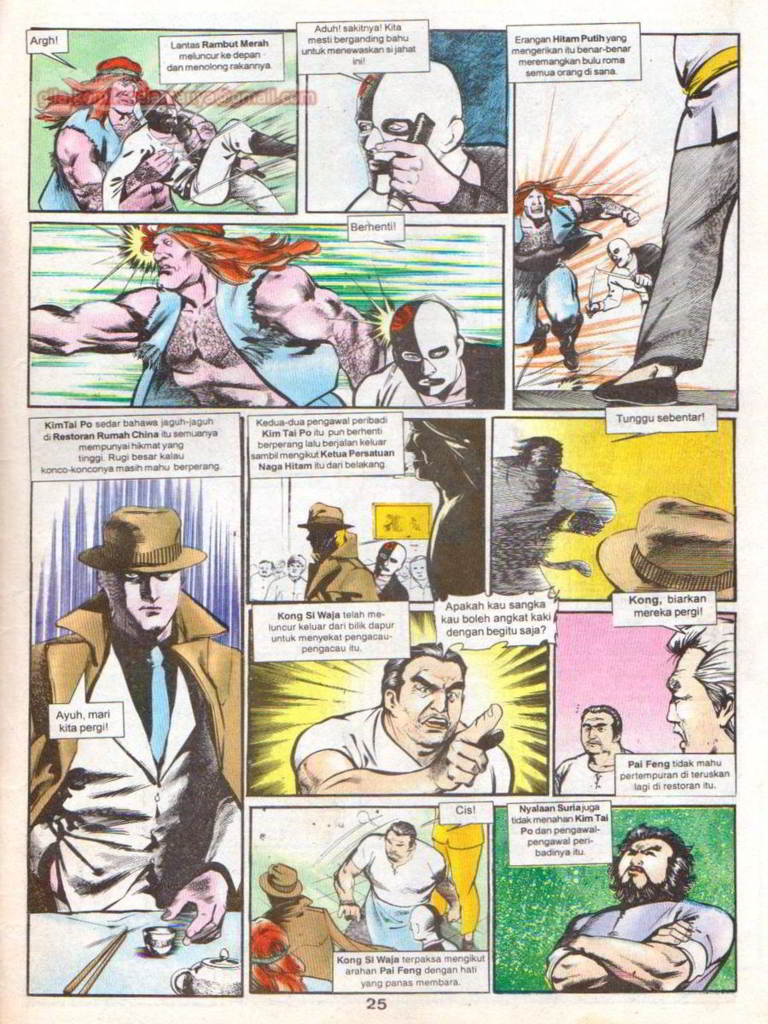 Argh!
Lantas Rambut Merah
meluncur ke depan
dan menolong rakannya.
Aduh! sakitnya! Kita
mesti berganding bahu
untuk menewaskan si jahat
ini!
Erangan Hitam Putih yang
mengerikan itu benar-benar
meremangkan bulu roma
semua orang di sana.
Berhenti!
Kim Tai Po sedar bahawa jaguh-jaguh
di Restoran Rumah China itu semuanya
mempunyai hikmat yang
tinggi. Rugi besar kalau
konco-konconya masih mahu berperang.
Ayuh, mari
kita pergi!
Kedua-dua pengawal peribadi
Kim Tai Po itu pun berhenti
berperang lalu berjalan keluar
sambil mengikut Ketua Persatuan
Naga Hitam itu dari belakang.
Tunggu sebentar!
Kong Si Waja telah me-
luncur keluar dari bilik dapur
untuk menyekat pengacau-
pengacau itu.
Apakah kau sangka
kau boleh angkat kaki
dengan begitu saja?
Kong, biarkan
mereka pergi!
Pai Feng tidak mahu
pertempuran di teruskan
lagi di restoran itu.
Cis!
Kong Si Waja terpaksa mengikut
arahan Pai Feng dengan hati
yang panas membara.
Nyalaan Suria juga
tidak menahan Kim Tai
Po dan pengawal-
pengawal peri-
badinya itu.
25